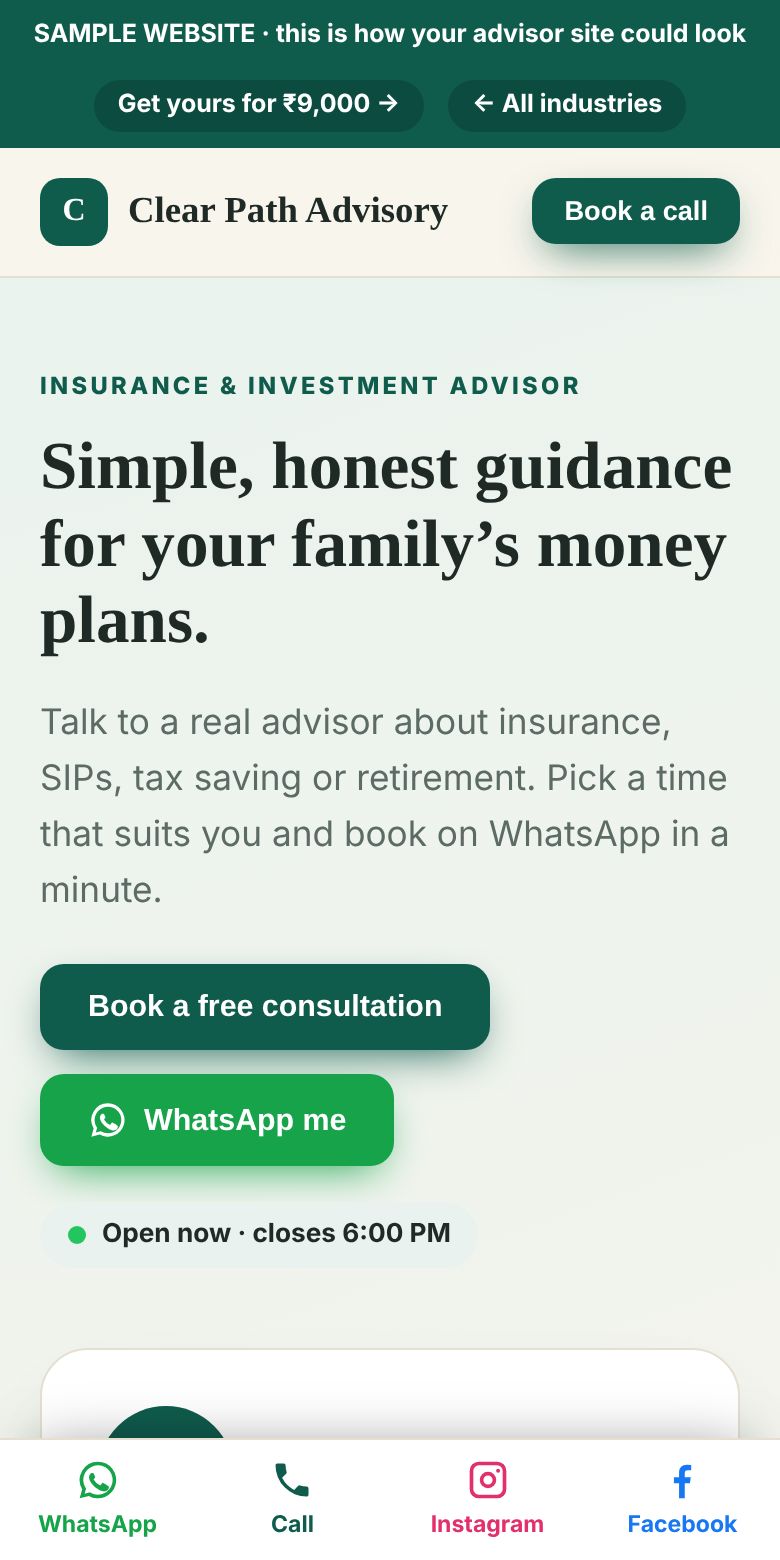 SAMPLE WEBSITE · this is how your advisor site could look
Get yours for ₹9,000 → ← All industries
C Clear Path Advisory Book a call
INSURANCE & INVESTMENT ADVISOR
Simple, honest guidance
for your family’s money
plans.
Talk to a real advisor about insurance,
SIPs, tax saving or retirement. Pick a time
that suits you and book on WhatsApp in a
minute.
Book a free consultation
WhatsApp me
Open now · closes 6:00 PM
WhatsApp Call Instagram Facebook